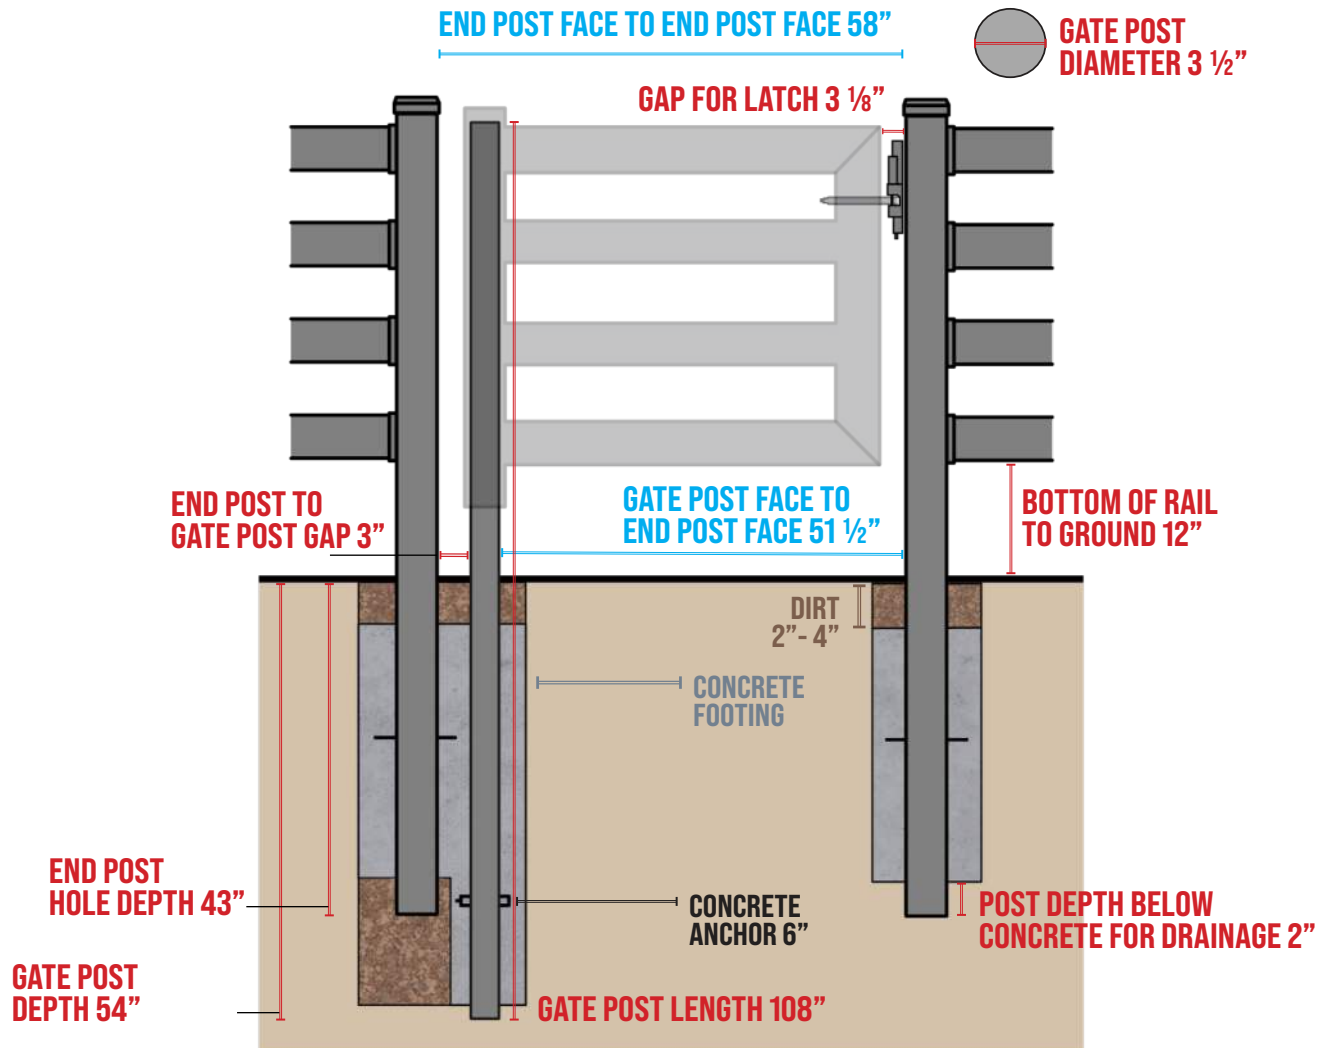 END POST FACE TO END POST FACE 58”
GATE POST
DIAMETER 3 ½”
GAP FOR LATCH 3 ⅛”
END POST TO
GATE POST GAP 3”
GATE POST FACE TO
END POST FACE 51 ½”
BOTTOM OF RAIL
TO GROUND 12”
DIRT
2”- 4”
CONCRETE
FOOTING
END POST
HOLE DEPTH 43”
CONCRETE
ANCHOR 6”
POST DEPTH BELOW
CONCRETE FOR DRAINAGE 2”
GATE POST
DEPTH 54”
GATE POST LENGTH 108”